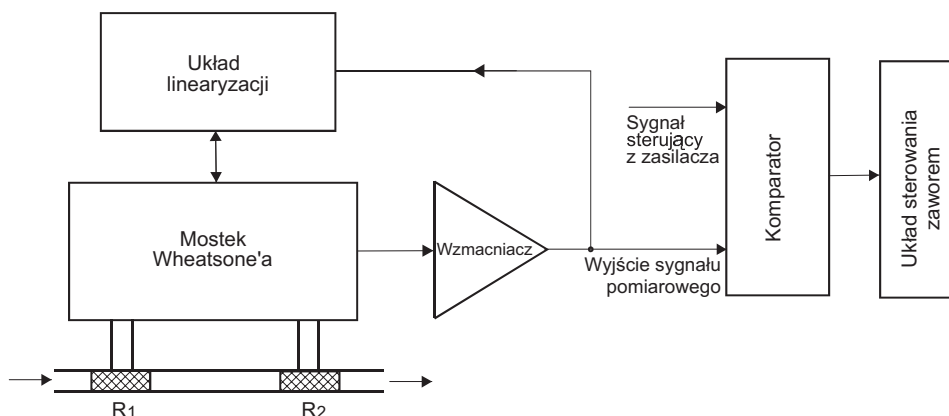 Układ
linearyzacji
Sygnał
sterujący
z zasilacza
Komparator
Układ sterowania
zaworem
Mostek
Wheatsone'a
Wzmacniacz
Wyjście sygnału
pomiarowego
R1
R2